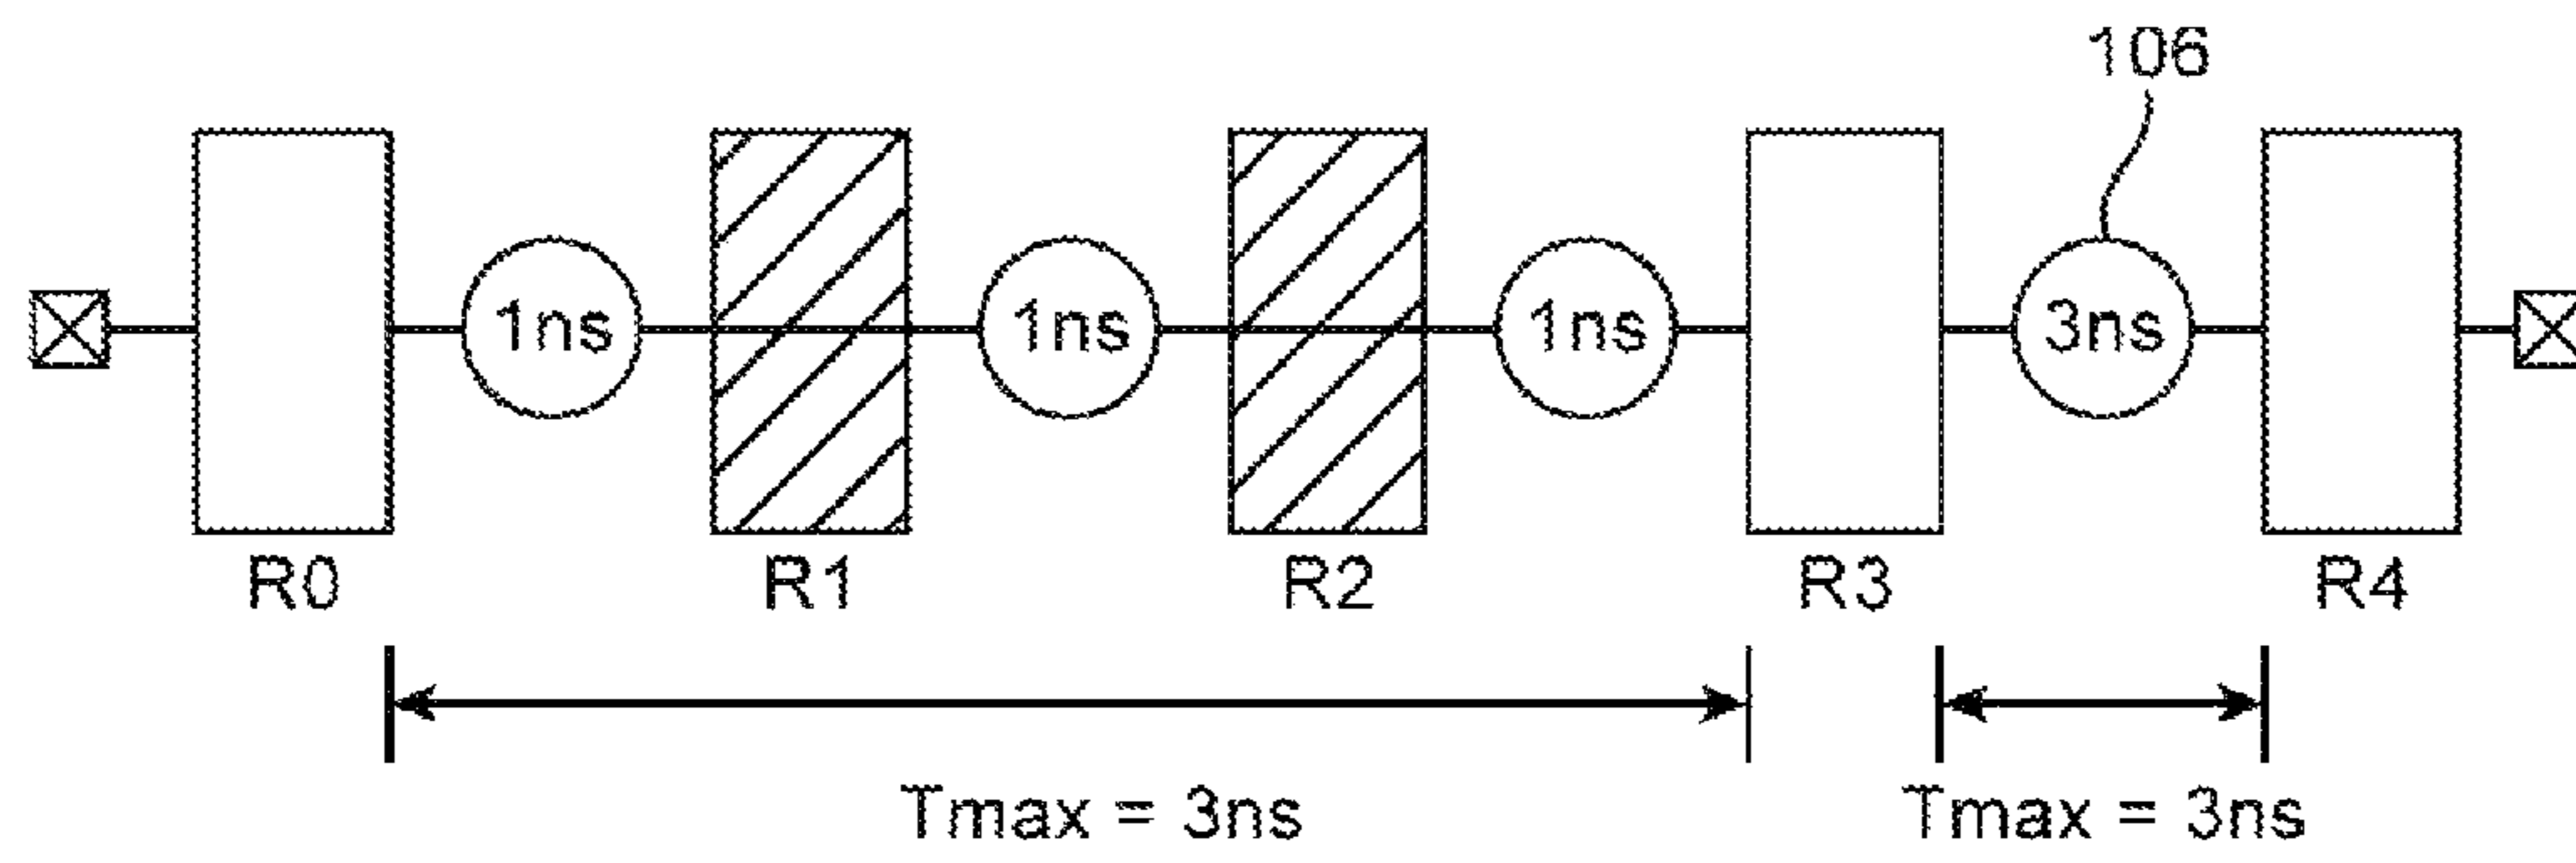 106
1ns 1ns 1ns 3ns
R0 R1 R2 R3 R4
Tmax = 3ns Tmax = 3ns